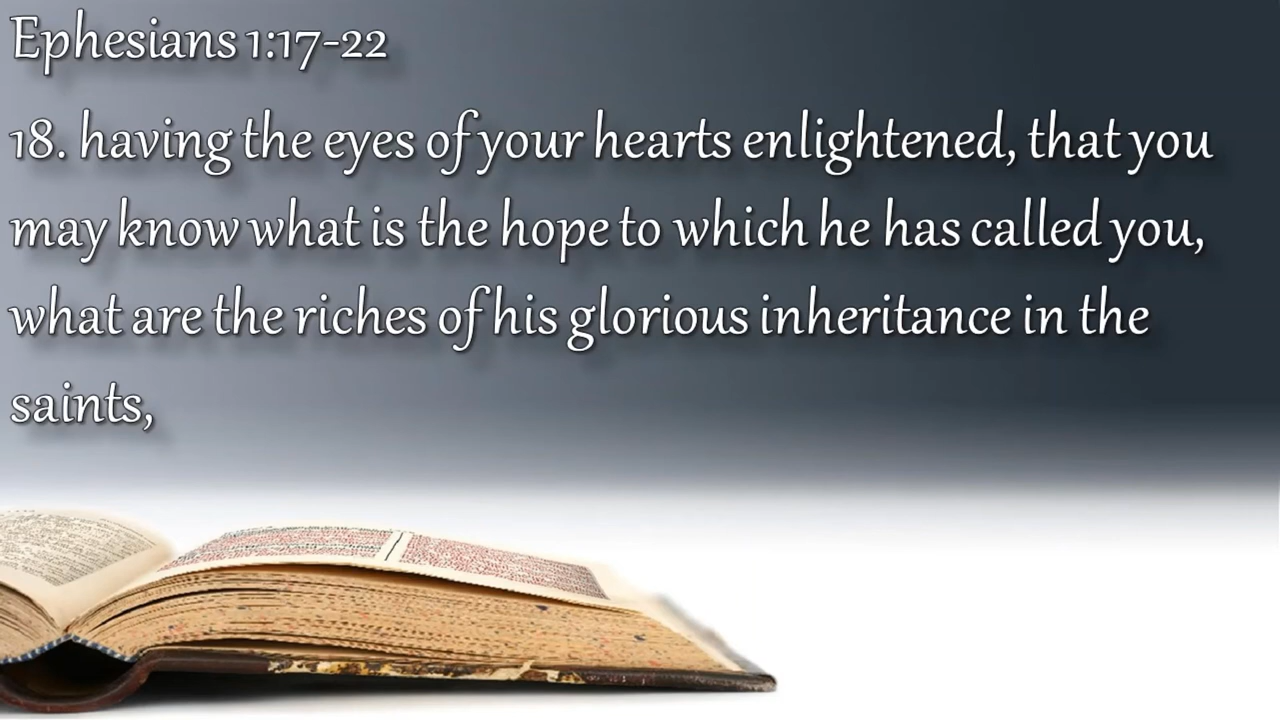 Ephesians 1:17-22
18. having the eyes of your hearts enlightened, that you
may know what is the hope to which he has called you,
what are the riches of his glorious inheritance in the
saints,